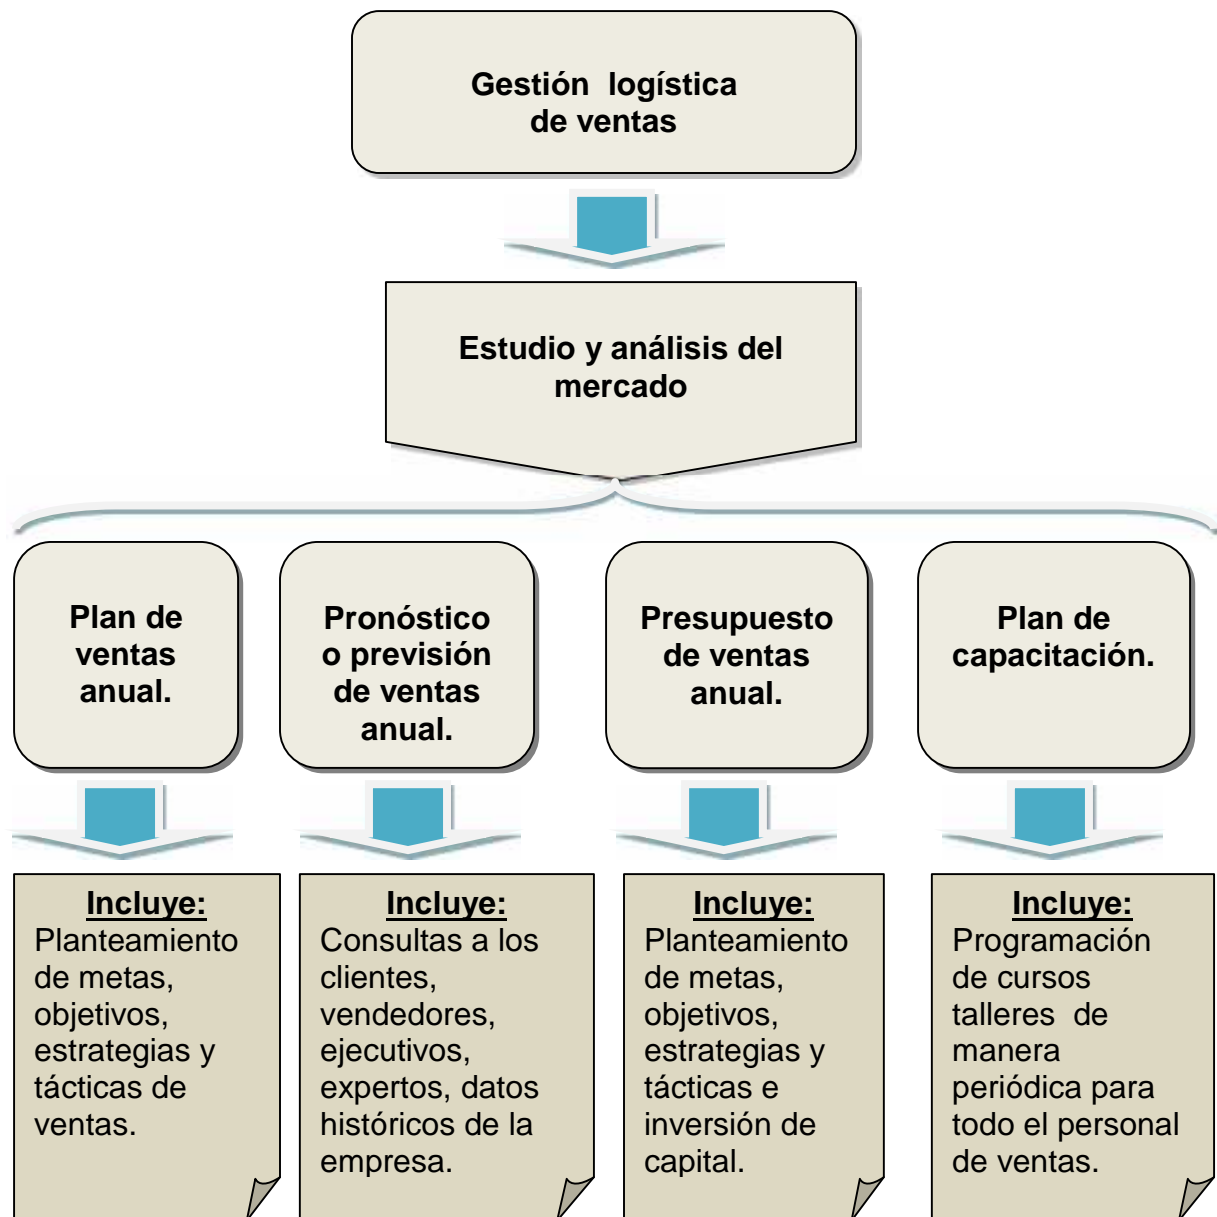 Gestión logística
de ventas
Estudio y análisis del
mercado
Plan de
ventas
anual.
Pronóstico
o previsión
de ventas
anual.
Presupuesto
de ventas
anual.
Plan de
capacitación.
Incluye:
Planteamiento
de metas,
objetivos,
estrategias y
tácticas de
ventas.
Incluye:
Consultas a los
clientes,
vendedores,
ejecutivos,
expertos, datos
históricos de la
empresa.
Incluye:
Planteamiento
de metas,
objetivos,
estrategias y
tácticas e
inversión de
capital.
Incluye:
Programación
de cursos
talleres de
manera
periódica para
todo el personal
de ventas.